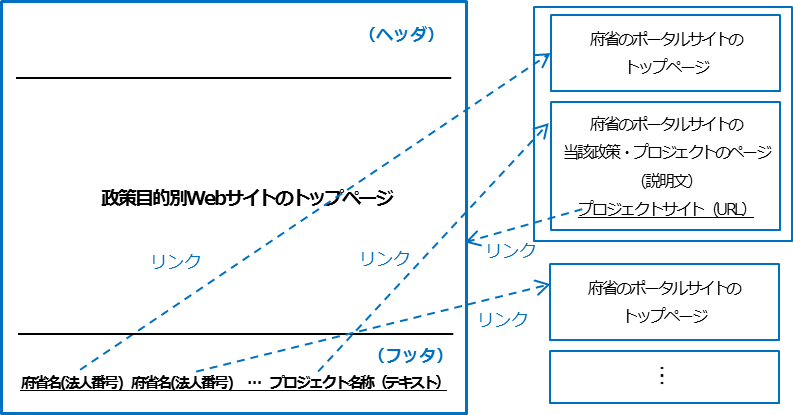 （ヘッダ）
政策目的別Webサイトのトップページ
リンク
リンク
（フッタ）
府省名(法人番号) 府省名(法人番号) … プロジェクト名称（テキスト）
府省のポータルサイトの
トップページ
府省のポータルサイトの
当該政策・プロジェクトのページ
（説明文）
プロジェクトサイト（URL）
リンク
リンク
府省のポータルサイトの
トップページ
…